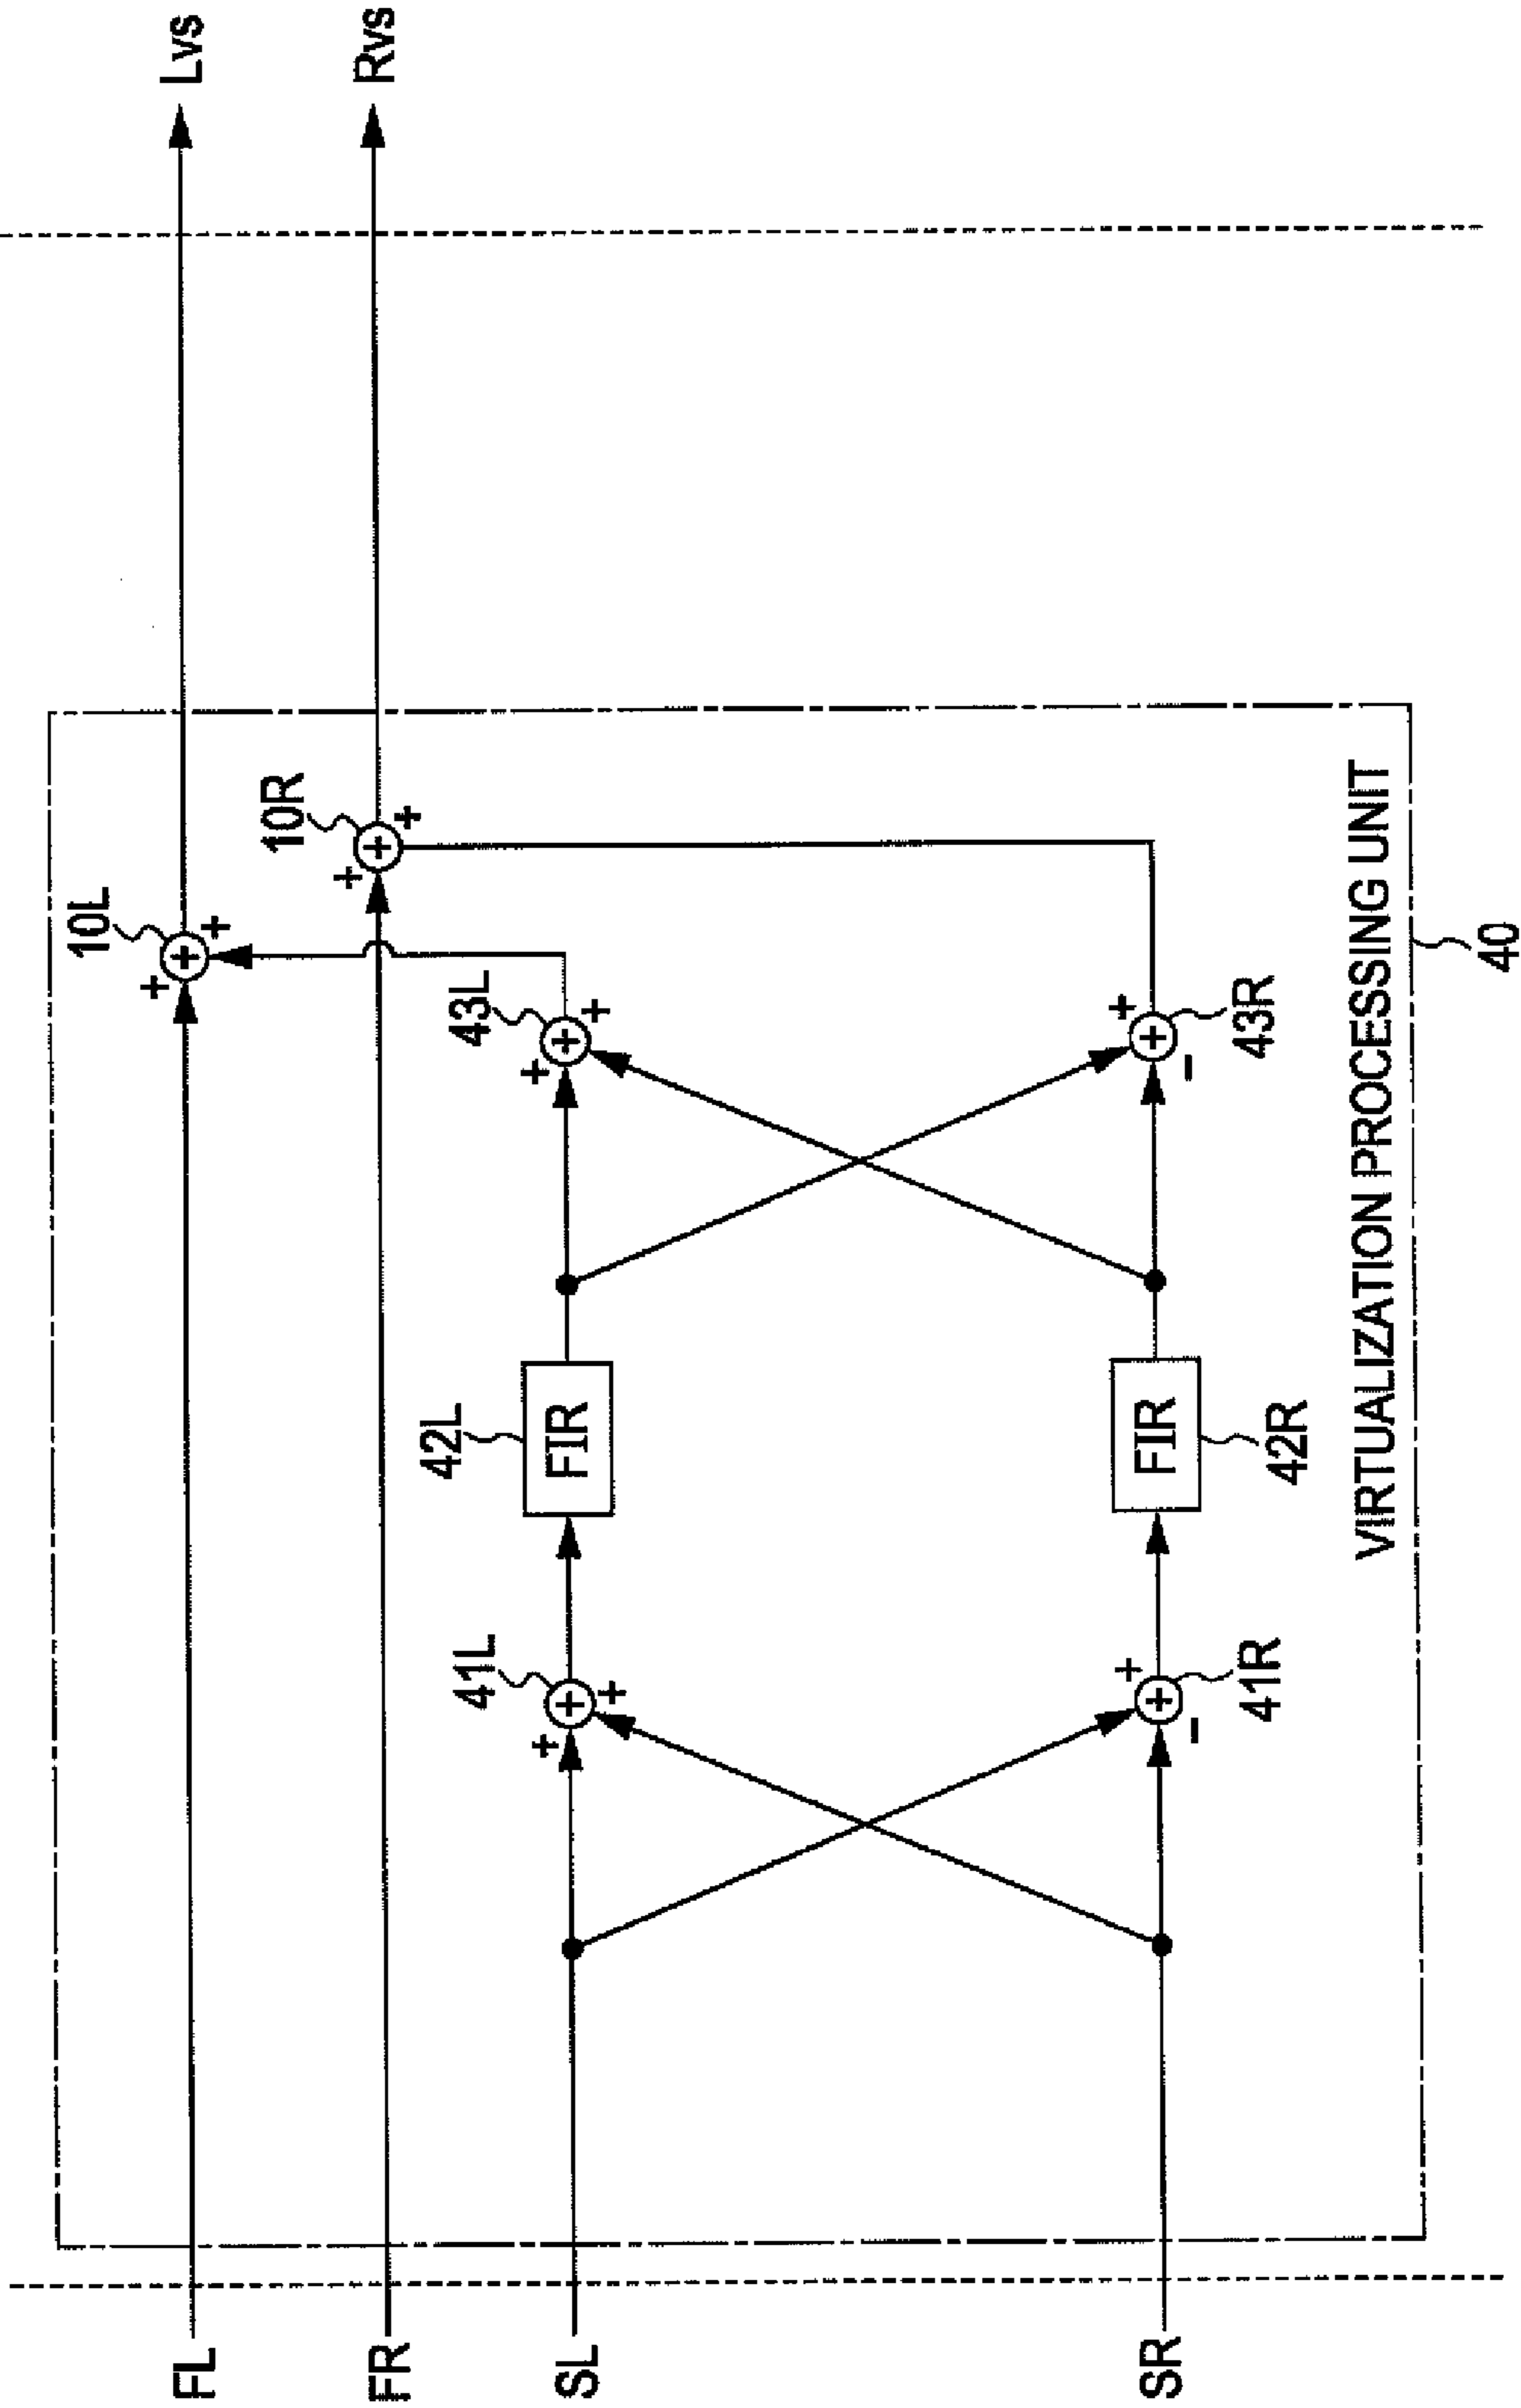 Lvs
Rvs
10L
+
+
+
10R
+
+
+
43L
+
+
+
43R
+
+
-
42L
FIR
42R
FIR
41L
+
+
+
41R
+
+
-
VIRTUALIZATION PROCESSING UNIT
40
FL
FR
SL
SR